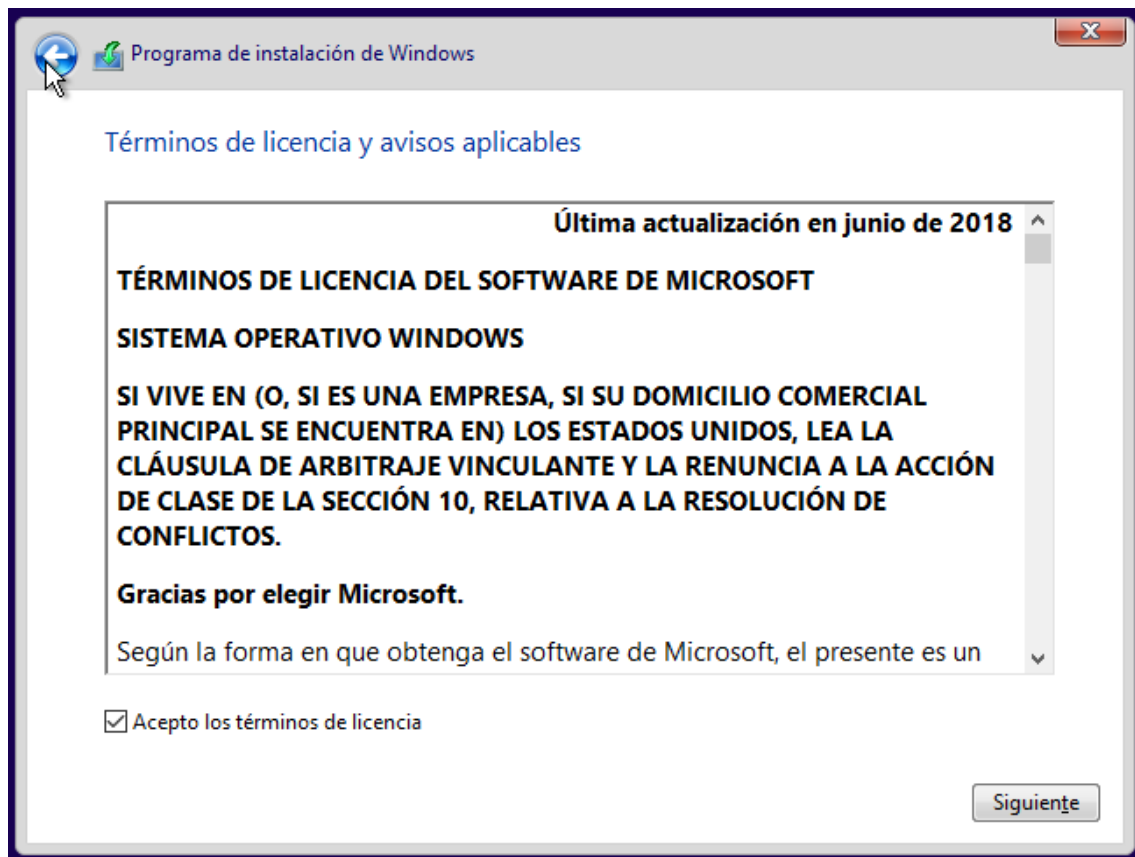 Programa de instalación de Windows
Términos de licencia y avisos aplicables
Última actualización en junio de 2018
TÉRMINOS DE LICENCIA DEL SOFTWARE DE MICROSOFT
SISTEMA OPERATIVO WINDOWS
SI VIVE EN (O, SI ES UNA EMPRESA, SI SU DOMICILIO COMERCIAL
PRINCIPAL SE ENCUENTRA EN) LOS ESTADOS UNIDOS, LEA LA
CLÁUSULA DE ARBITRAJE VINCULANTE Y LA RENUNCIA A LA ACCIÓN
DE CLASE DE LA SECCIÓN 10, RELATIVA A LA RESOLUCIÓN DE
CONFLICTOS.
Gracias por elegir Microsoft.
Según la forma en que obtenga el software de Microsoft, el presente es un
Acepto los términos de licencia
Siguiente